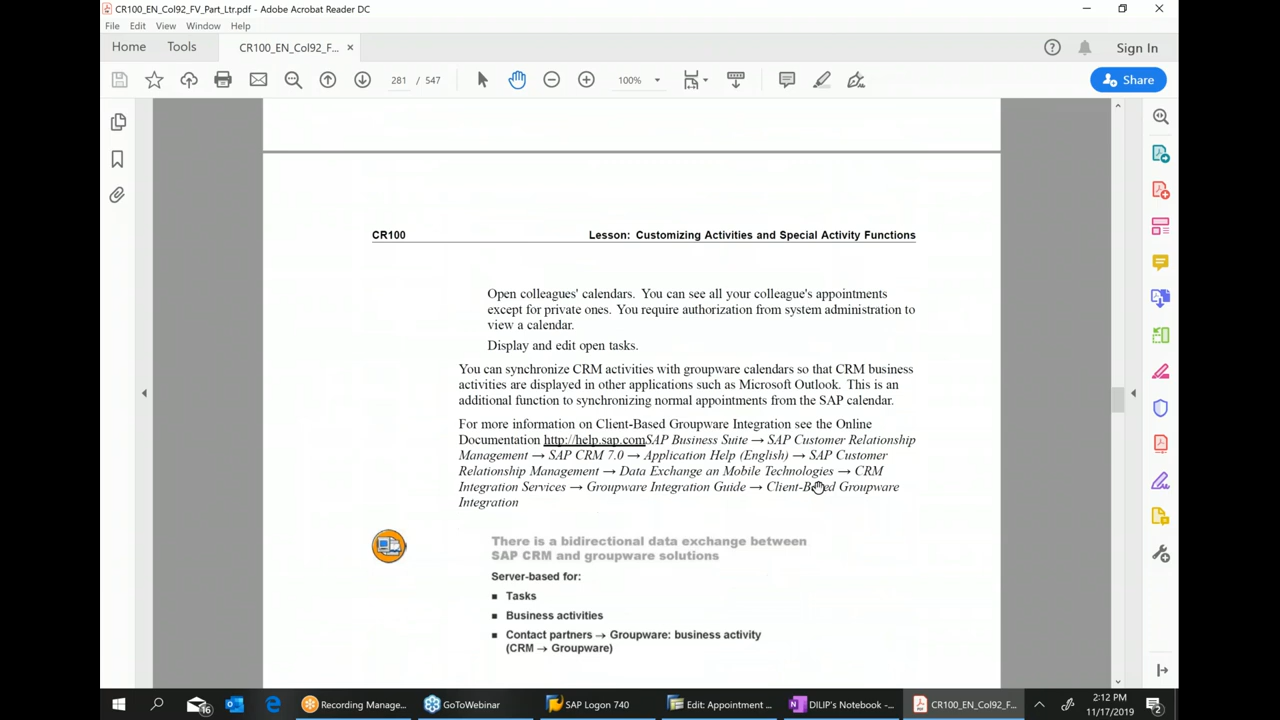 CR100_EN_Col92_FV_Part_Ltr.pdf - Adobe Acrobat Reader DC
File Edit View Window Help
Home Tools CR100_EN_Col92_F... × Sign In
281 / 547 100% Share
CR100 Lesson: Customizing Activities and Special Activity Functions
Open colleagues' calendars. You can see all your colleague's appointments
except for private ones. You require authorization from system administration to
view a calendar.
Display and edit open tasks.
You can synchronize CRM activities with groupware calendars so that CRM business
activities are displayed in other applications such as Microsoft Outlook. This is an
additional function to synchronizing normal appointments from the SAP calendar.
For more information on Client-Based Groupware Integration see the Online
Documentation http://help.sap.comSAP Business Suite → SAP Customer Relationship
Management → SAP CRM 7.0 → Application Help (English) → SAP Customer
Relationship Management → Data Exchange an Mobile Technologies → CRM
Integration Services → Groupware Integration Guide → Client-Based Groupware
Integration
There is a bidirectional data exchange between
SAP CRM and groupware solutions
Server-based for:
■ Tasks
■ Business activities
■ Contact partners → Groupware: business activity
(CRM → Groupware)
16 Recording Manage... GoToWebinar SAP Logon 740 Edit: Appointment ... DILIP's Notebook -... CR100_EN_Col92_F... 2:12 PM
11/17/2019 2